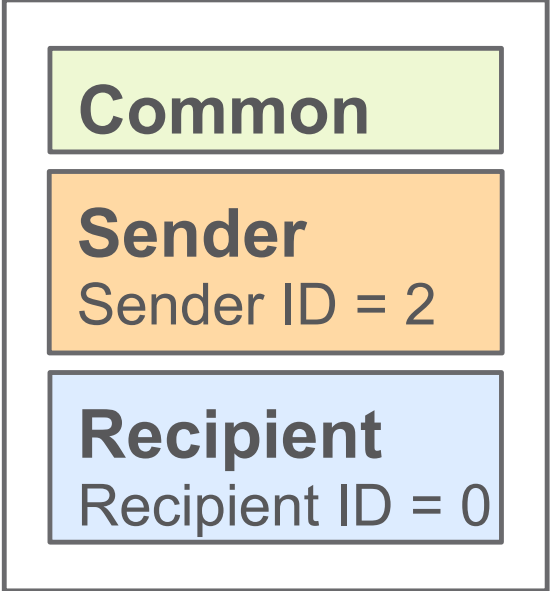 Common
Sender
Sender ID = 2
Recipient
Recipient ID = 0